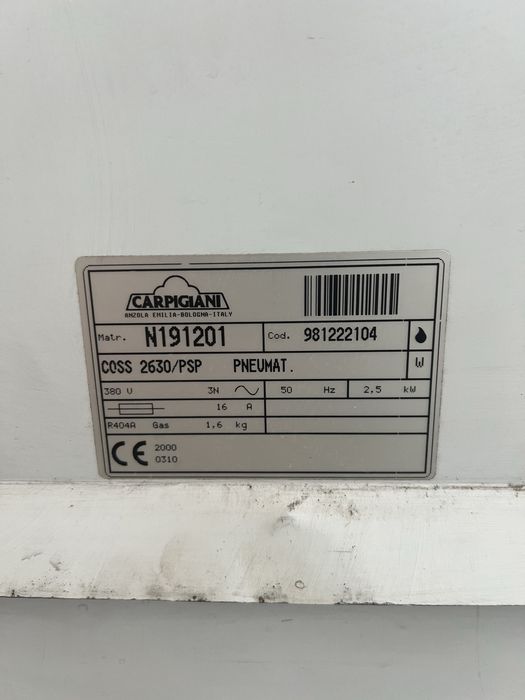 CARPIGIANI
ANZOLA EMILIA-BOLOGNA-ITALY
Matr. N191201 Cod. 981222104
COSS 2630/PSP PNEUMAT. W
380 V 3N 50 Hz 2,5 kW
16 A
R404A Gas 1,6 kg
CE 2000
0310